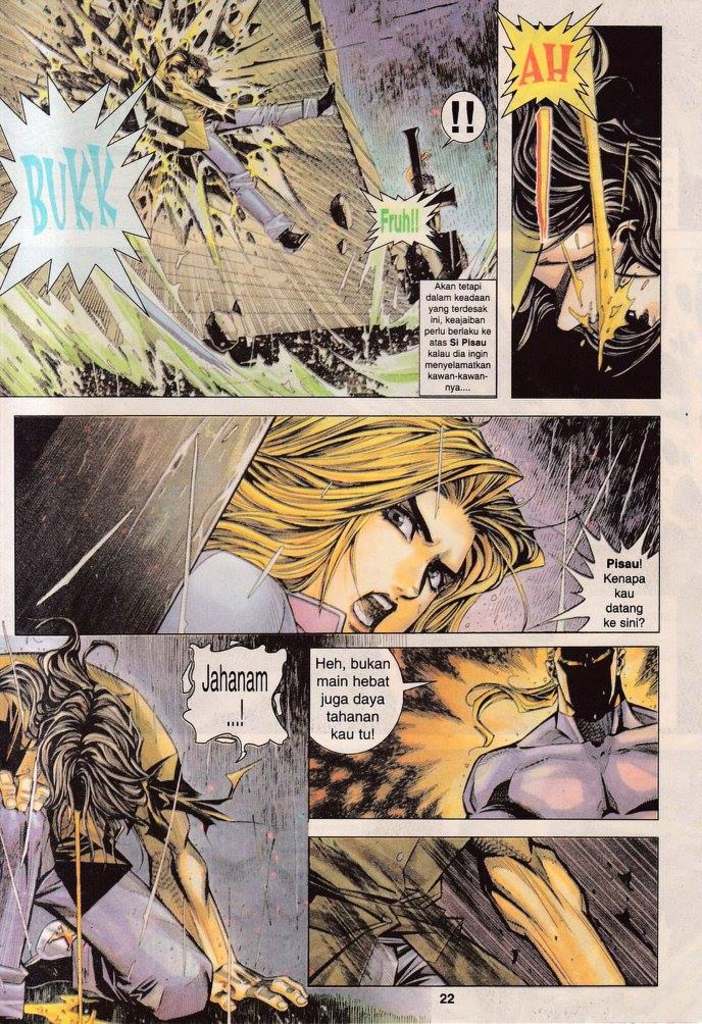 BUKK
!!
Fruh!!
Akan tetapi
dalam keadaan
yang terdesak
ini, keajaiban
perlu berlaku ke
atas Si Pisau
kalau dia ingin
menyelamatkan
kawan-kawan-
nya....
AH
Pisau!
Kenapa
kau
datang
ke sini?
Jahanam
....!
Heh, bukan
main hebat
juga daya
tahanan
kau tu!
22